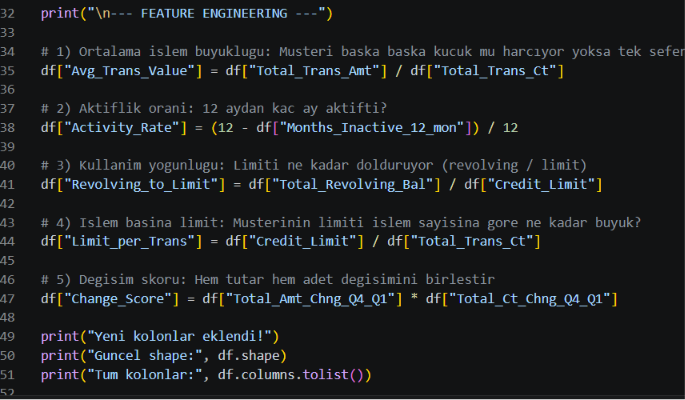 32 print("\n--- FEATURE ENGINEERING ---")
33
34 # 1) Ortalama islem buyuklugu: Musteri baska baska kucuk mu harcıyor yoksa tek sefer
35 df["Avg_Trans_Value"] = df["Total_Trans_Amt"] / df["Total_Trans_Ct"]
36
37 # 2) Aktiflik orani: 12 aydan kac ay aktifti?
38 df["Activity_Rate"] = (12 - df["Months_Inactive_12_mon"]) / 12
39
40 # 3) Kullanim yogunlugu: Limiti ne kadar dolduruyor (revolving / limit)
41 df["Revolving_to_Limit"] = df["Total_Revolving_Bal"] / df["Credit_Limit"]
42
43 # 4) Islem basina limit: Musterinin limiti islem sayisina gore ne kadar buyuk?
44 df["Limit_per_Trans"] = df["Credit_Limit"] / df["Total_Trans_Ct"]
45
46 # 5) Degisim skoru: Hem tutar hem adet degisimini birlestir
47 df["Change_Score"] = df["Total_Amt_Chng_Q4_Q1"] * df["Total_Ct_Chng_Q4_Q1"]
48
49 print("Yeni kolonlar eklendi!")
50 print("Guncel shape:", df.shape)
51 print("Tum kolonlar:", df.columns.tolist())
52